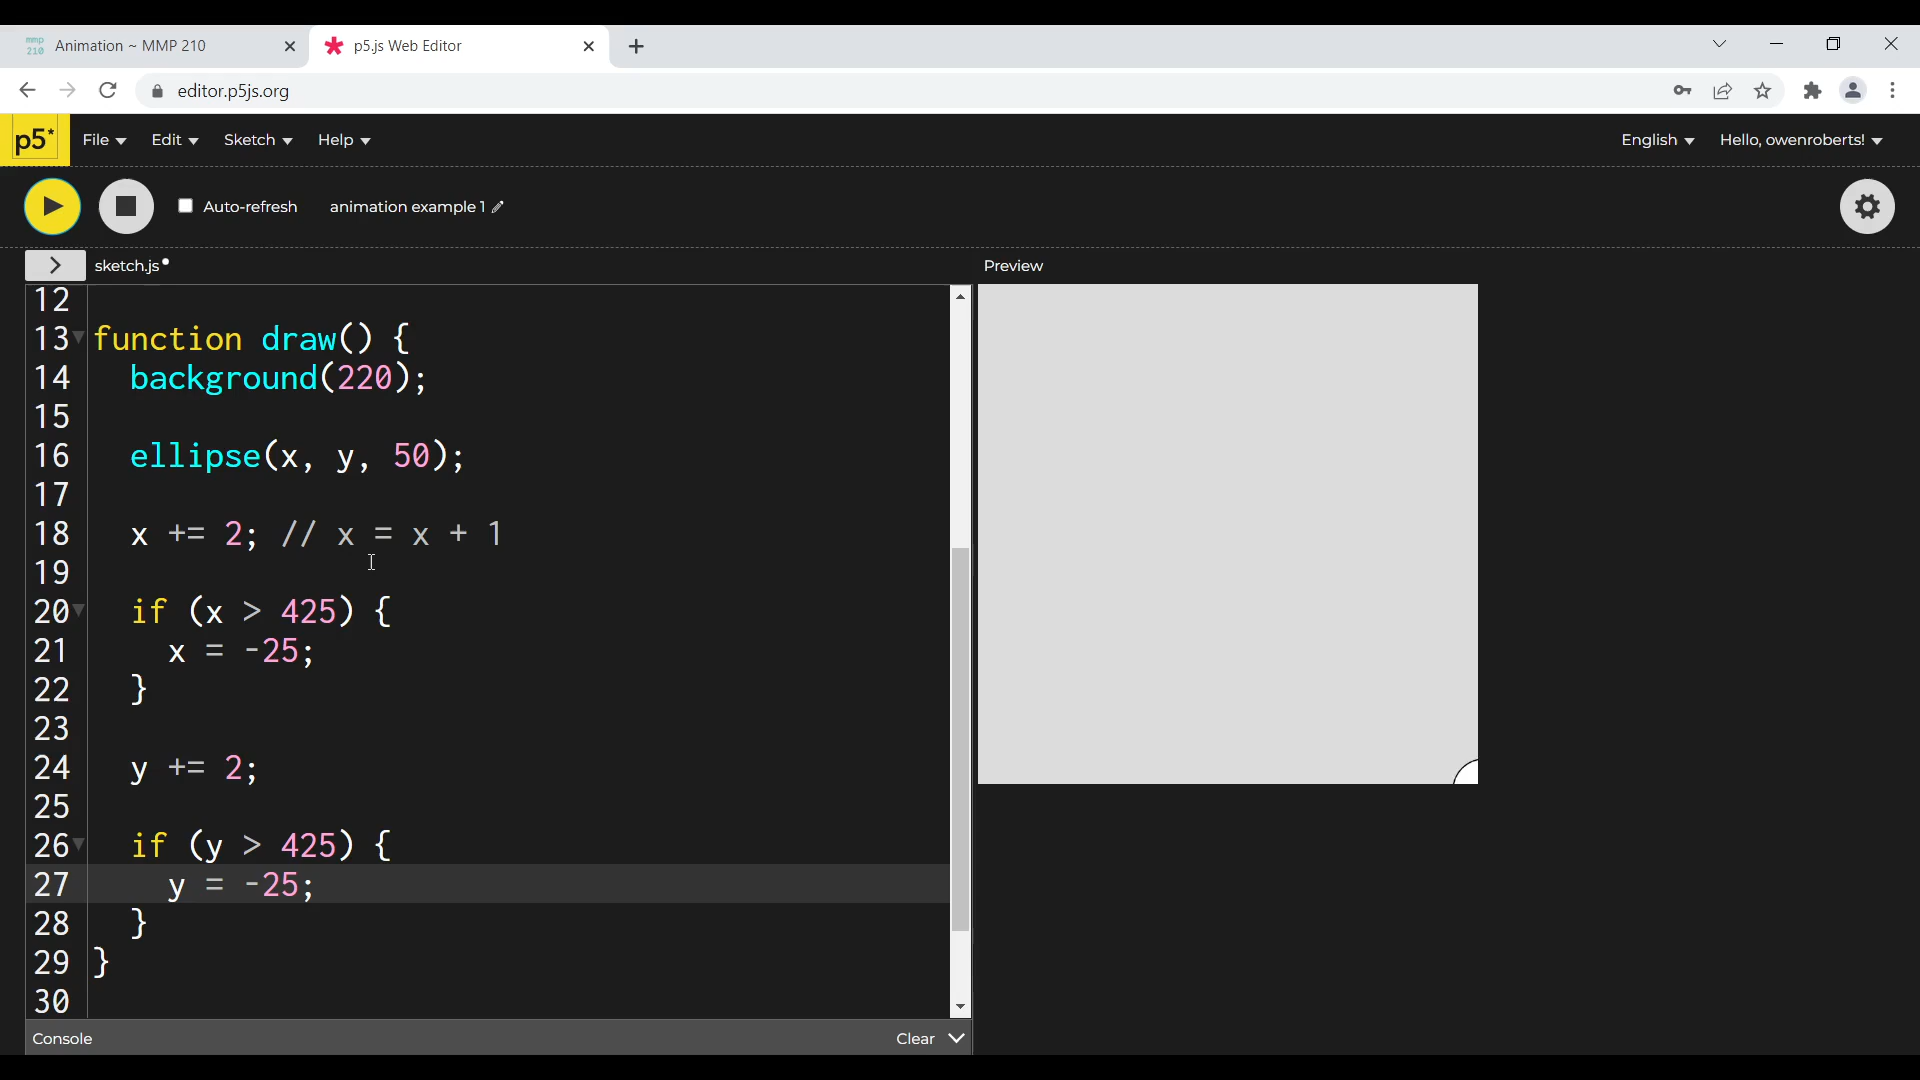 mmp 210 Animation ~ MMP 210
p5.js Web Editor
editor.p5js.org
p5* File Edit Sketch Help English Hello, owenroberts!
Auto-refresh animation example 1
sketch.js
Preview
12
13 function draw() {
14 background(220);
15
16 ellipse(x, y, 50);
17
18 x += 2; // x = x + 1
19
20 if (x > 425) {
21 x = -25;
22 }
23
24 y += 2;
25
26 if (y > 425) {
27 y = -25;
28 }
29 }
30
Console Clear